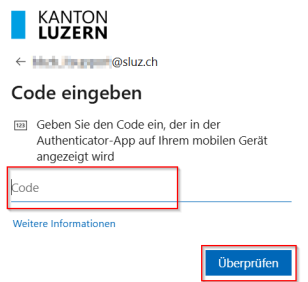 KANTON
LUZERN
@sluz.ch
Code eingeben
123 Geben Sie den Code ein, der in der
Authenticator-App auf Ihrem mobilen Gerät
angezeigt wird
Code
Weitere Informationen
Überprüfen